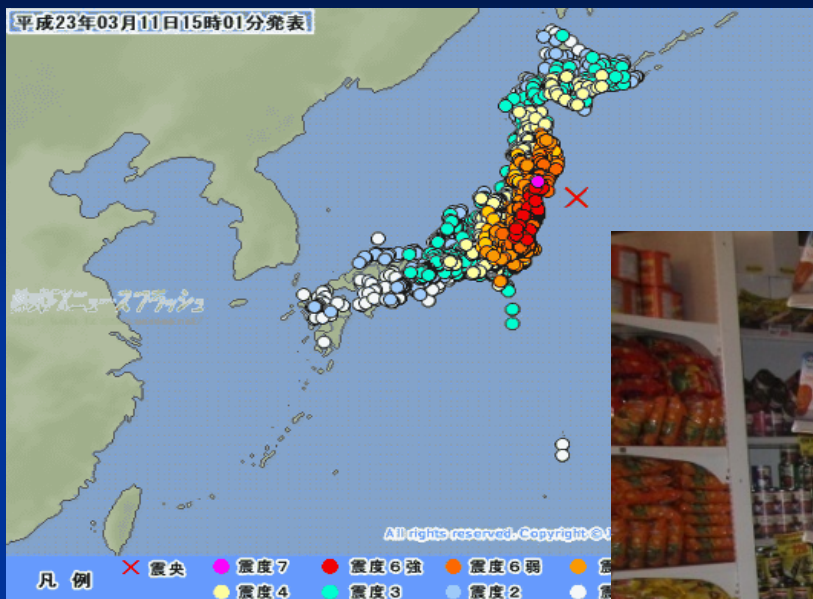 平成23年03月11日15時01分発表
All rights reserved. Copyright ©
凡例
震央 震度7 震度6強 震度6弱
震度4 震度3 震度2